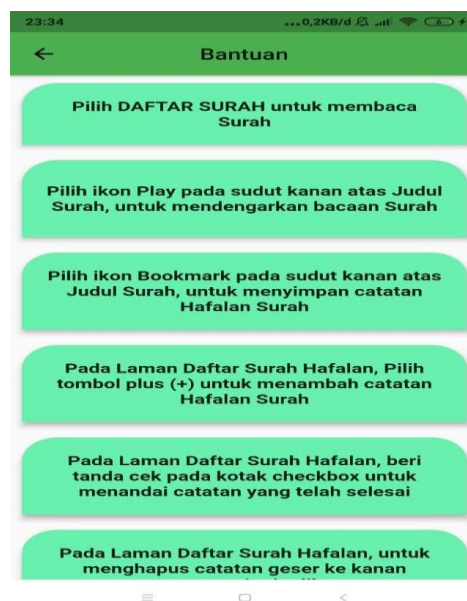 23:34 ...0,2KB/d 6
Bantuan
Pilih DAFTAR SURAH untuk membaca
Surah
Pilih ikon Play pada sudut kanan atas Judul
Surah, untuk mendengarkan bacaan Surah
Pilih ikon Bookmark pada sudut kanan atas
Judul Surah, untuk menyimpan catatan
Hafalan Surah
Pada Laman Daftar Surah Hafalan, Pilih
tombol plus (+) untuk menambah catatan
Hafalan Surah
Pada Laman Daftar Surah Hafalan, beri
tanda cek pada kotak checkbox untuk
menandai catatan yang telah selesai
Pada Laman Daftar Surah Hafalan, untuk
menghapus catatan geser ke kanan